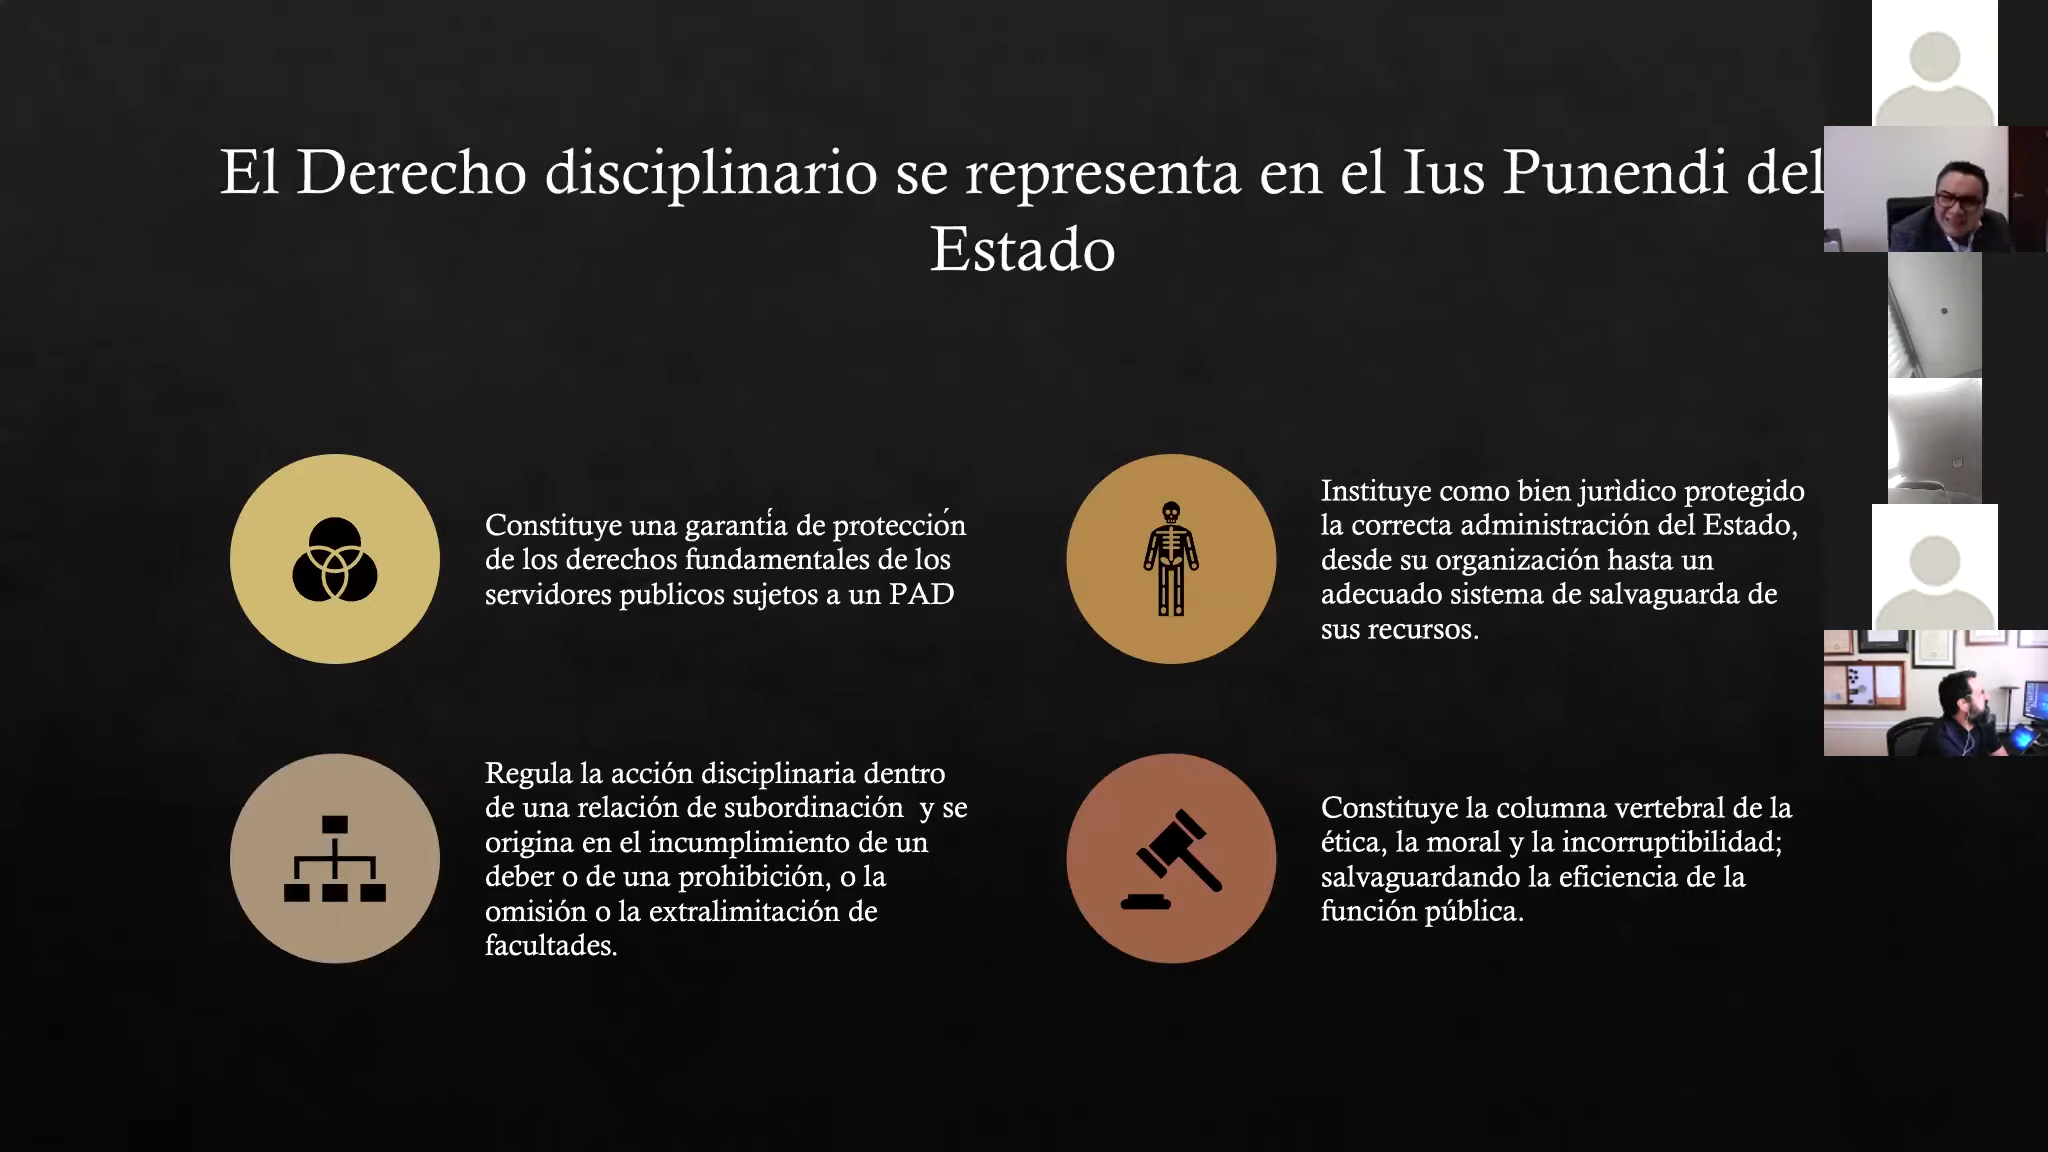 El Derecho disciplinario se representa en el Ius Punendi del
Estado
Constituye una garantía de protección
de los derechos fundamentales de los
servidores publicos sujetos a un PAD
Instituye como bien jurìdico protegido
la correcta administración del Estado,
desde su organización hasta un
adecuado sistema de salvaguarda de
sus recursos.
Regula la acción disciplinaria dentro
de una relación de subordinación  y se
origina en el incumplimiento de un
deber o de una prohibición, o la
omisión o la extralimitación de
facultades.
Constituye la columna vertebral de la
ética, la moral y la incorruptibilidad;
salvaguardando la eficiencia de la
función pública.